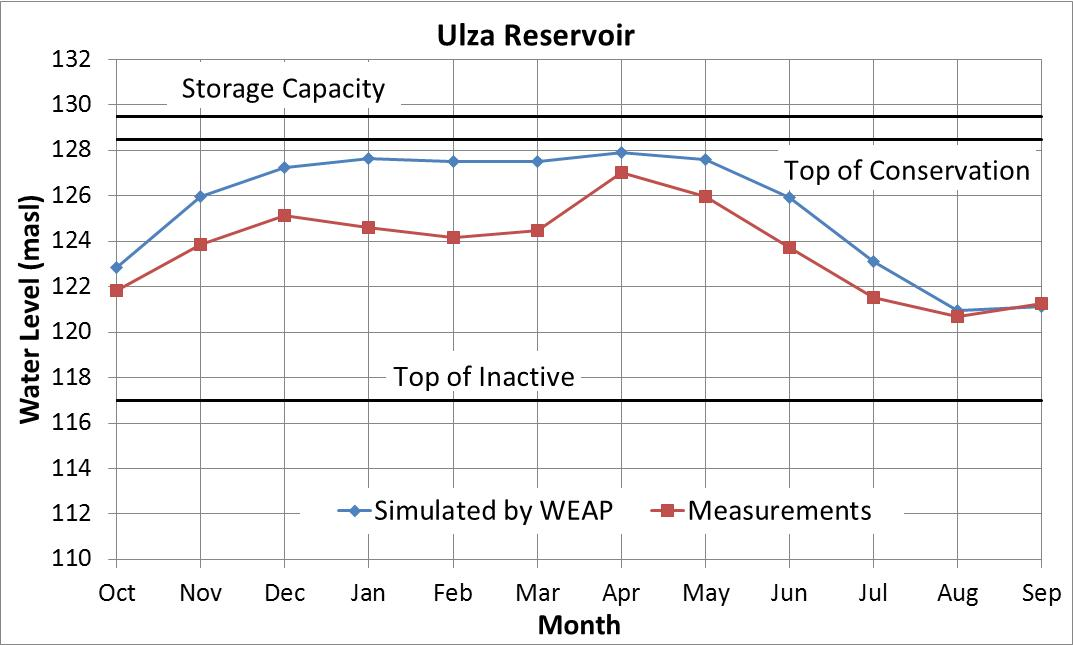 Ulza Reservoir
132
130
128
126
124
122
120
118
116
114
112
110
Water Level (masl)
Storage Capacity
Top of Conservation
Top of Inactive
Simulated by WEAP Measurements
Oct Nov Dec Jan Feb Mar Apr May Jun Jul Aug Sep
Month